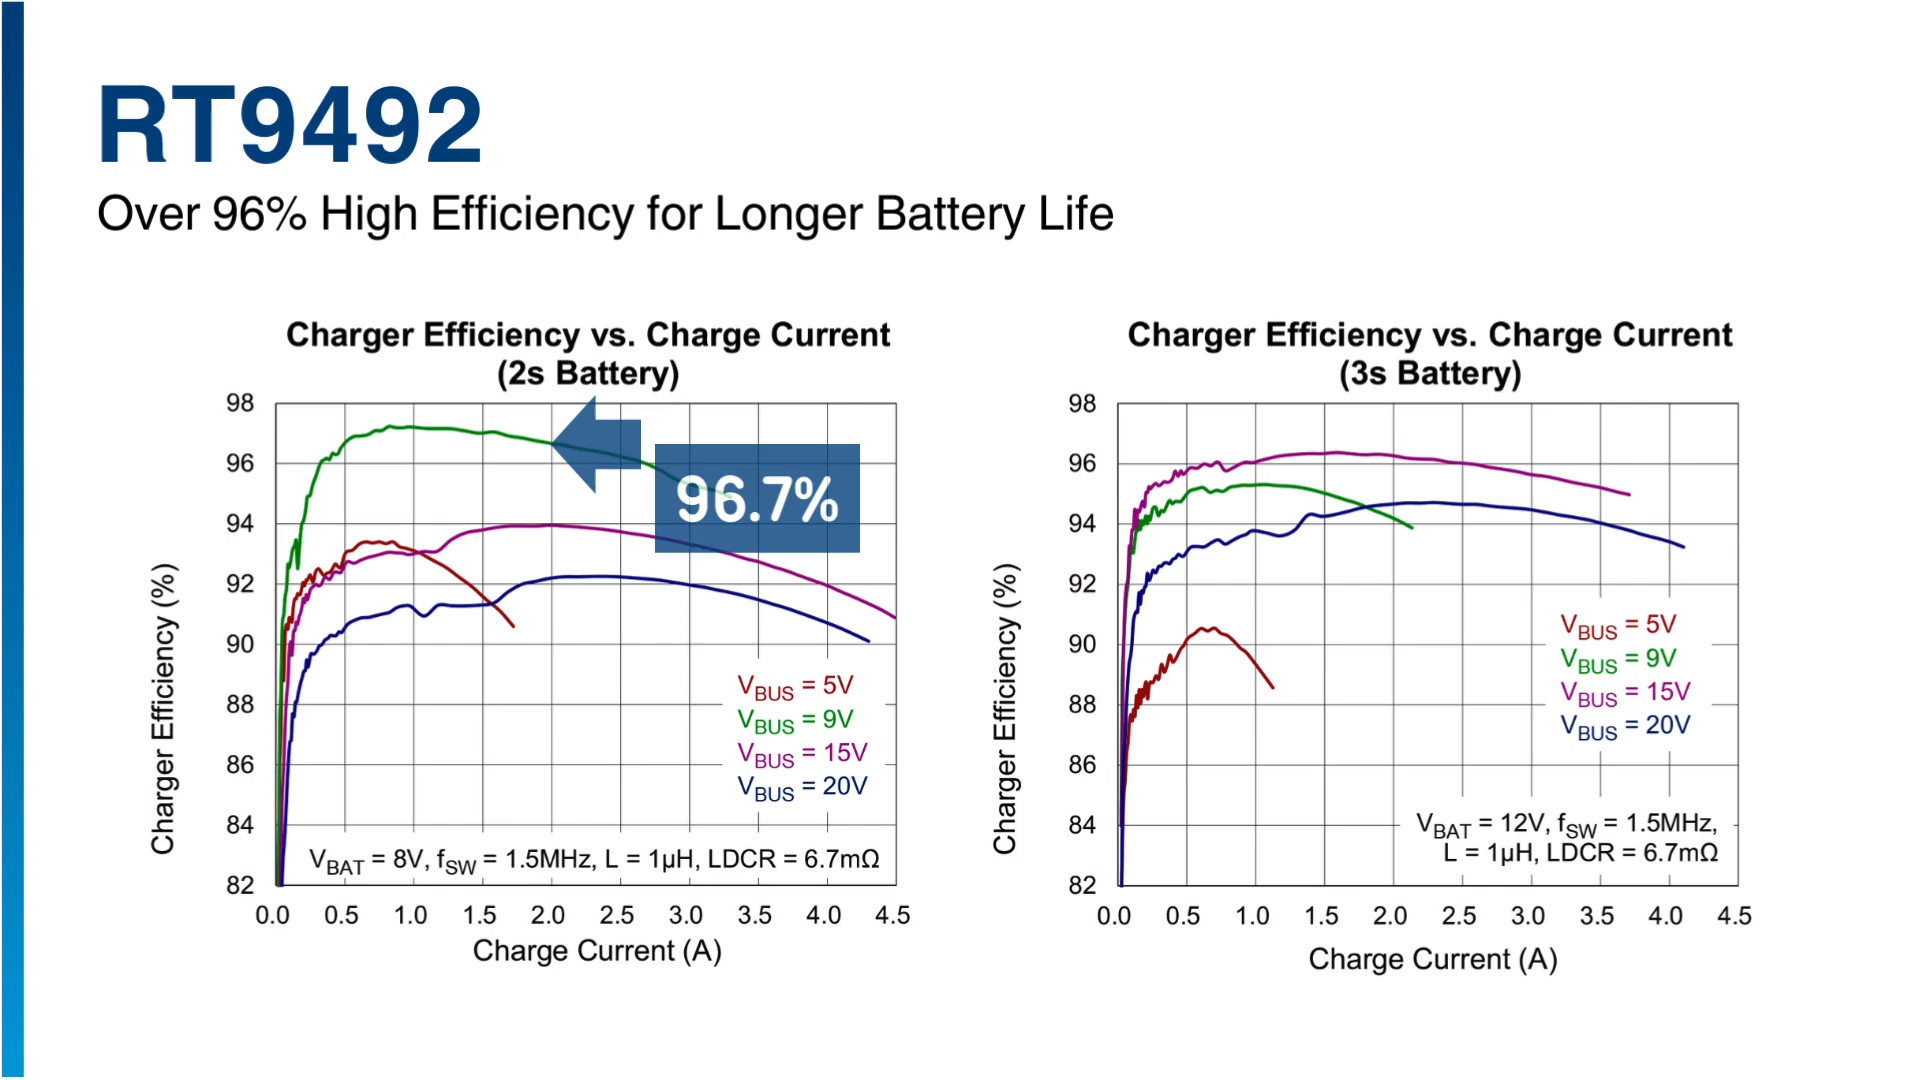 RT9492
Over 96% High Efficiency for Longer Battery Life
Charger Efficiency vs. Charge Current
(2s Battery)
98
96
94
92
90
88
86
84
82
Charger Efficiency (%)
96.7%
VBUS = 5V
VBUS = 9V
VBUS = 15V
VBUS = 20V
VBAT = 8V, fSW = 1.5MHz, L = 1µH, LDCR = 6.7mΩ
0.0 0.5 1.0 1.5 2.0 2.5 3.0 3.5 4.0 4.5
Charge Current (A)
Charger Efficiency vs. Charge Current
(3s Battery)
98
96
94
92
90
88
86
84
82
Charger Efficiency (%)
VBUS = 5V
VBUS = 9V
VBUS = 15V
VBUS = 20V
VBAT = 12V, fSW = 1.5MHz,
L = 1µH, LDCR = 6.7mΩ
0.0 0.5 1.0 1.5 2.0 2.5 3.0 3.5 4.0 4.5
Charge Current (A)